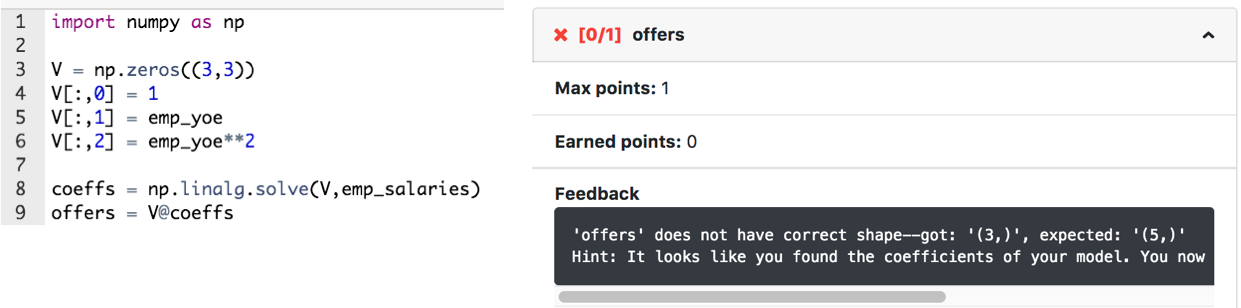 1 import numpy as np
2
3 V = np.zeros((3,3))
4 V[:,0] = 1
5 V[:,1] = emp_yoe
6 V[:,2] = emp_yoe**2
7
8 coeffs = np.linalg.solve(V,emp_salaries)
9 offers = V@coeffs
✖ [0/1] offers
Max points: 1
Earned points: 0
Feedback
'offers' does not have correct shape--got: '(3,)', expected: '(5,)'
Hint: It looks like you found the coefficients of your model. You now